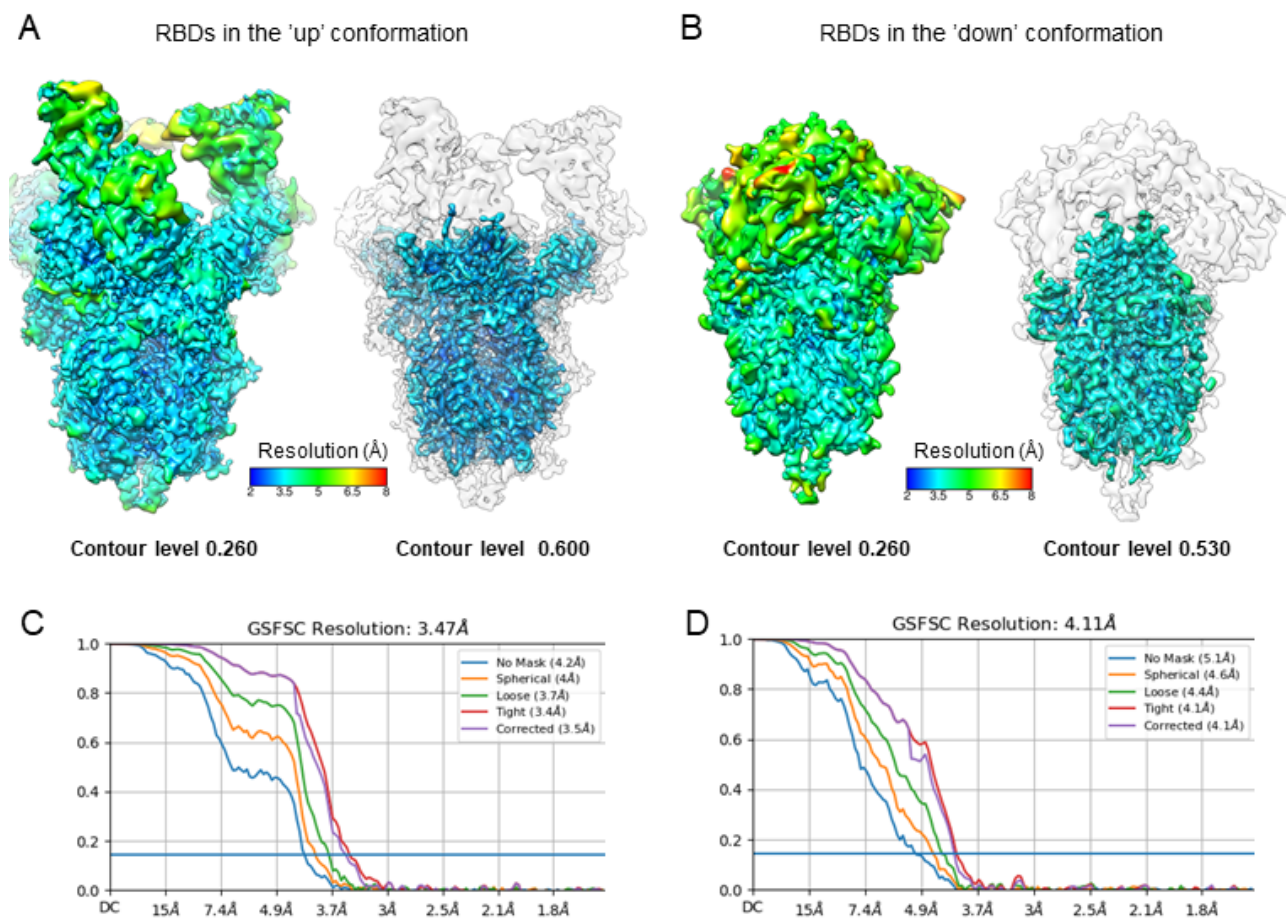 A
RBDs in the 'up' conformation
B
RBDs in the 'down' conformation
Resolution (Å)
2 3.5 5 6.5 8
Resolution (Å)
2 3.5 5 6.5 8
Contour level 0.260
Contour level 0.600
Contour level 0.260
Contour level 0.530
C
GSFSC Resolution: 3.47Å
1.0
0.8
0.6
0.4
0.2
0.0
No Mask (4.2Å)
Spherical (4Å)
Loose (3.7Å)
Tight (3.4Å)
Corrected (3.5Å)
DC 15Å 7.4Å 4.9Å 3.7Å 3Å 2.5Å 2.1Å 1.8Å
D
GSFSC Resolution: 4.11Å
1.0
0.8
0.6
0.4
0.2
0.0
No Mask (5.1Å)
Spherical (4.6Å)
Loose (4.4Å)
Tight (4.1Å)
Corrected (4.1Å)
DC 15Å 7.4Å 4.9Å 3.7Å 3Å 2.5Å 2.1Å 1.8Å